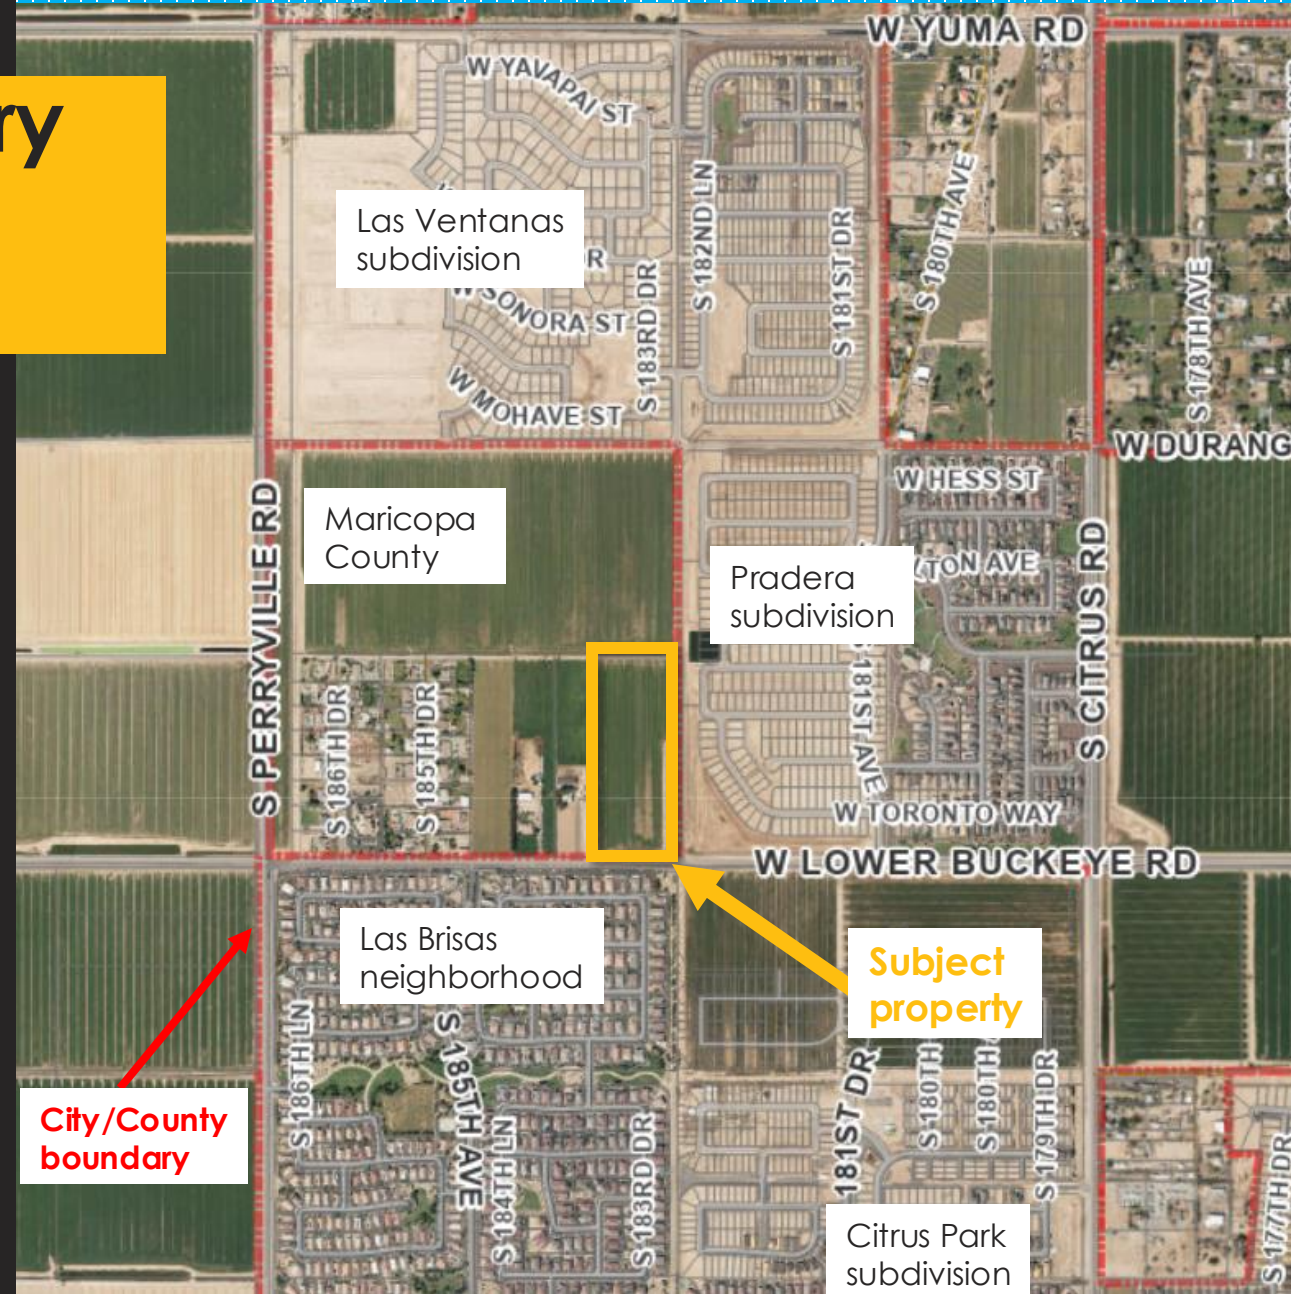 ry
W YUMA RD
W YAVAPAI ST
S 180TH AVE
S 182ND LN
S 181ST DR
Las Ventanas
subdivision
S 183RD DR
W SONORA ST
S 178TH AVE
W MOHAVE ST
W DURANG
W HESS ST
Maricopa
County
S PERRYVILLE RD
TON AVE
Pradera
subdivision
S CITRUS RD
S 181ST AVE
S 186TH DR
S 185TH DR
W TORONTO WAY
W LOWER BUCKEYE RD
Las Brisas
neighborhood
Subject
property
S 186TH LN
S 185TH AVE
S 184TH LN
S 183RD DR
181ST DR
S 180TH
S 180TH
S 179TH DR
City/County
boundary
S 177TH DR
Citrus Park
subdivision